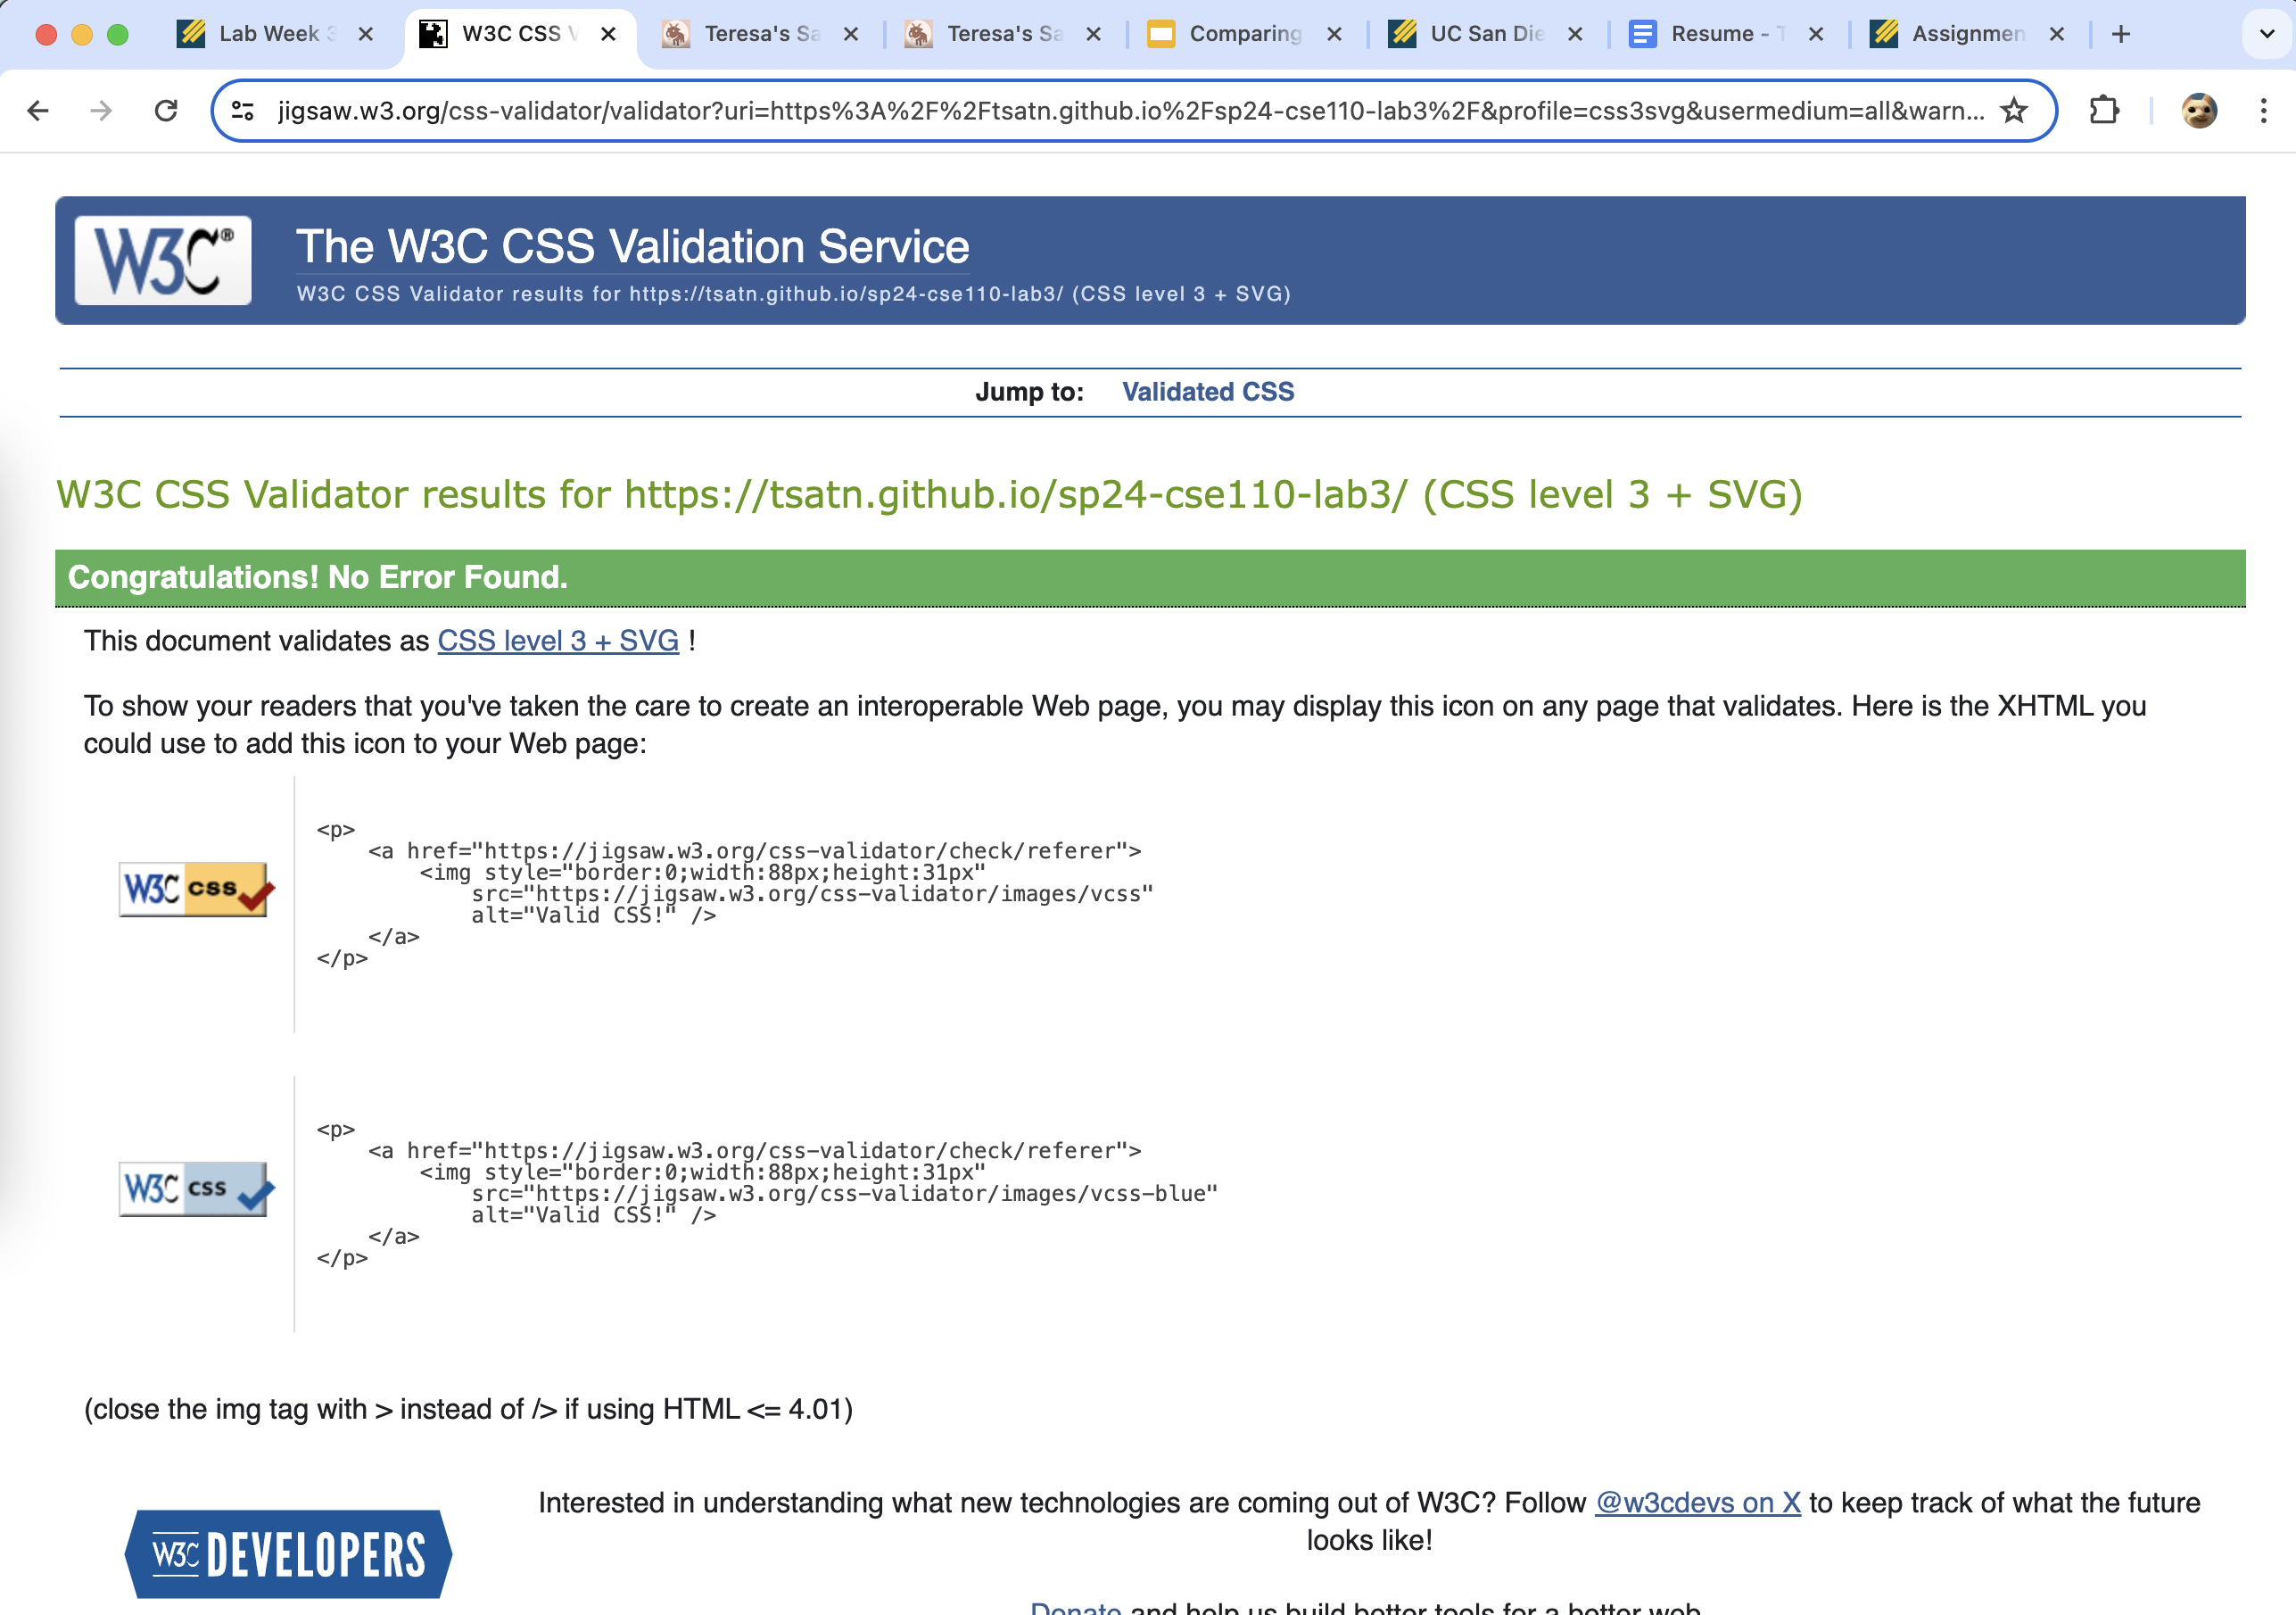 Lab Week 3
W3C CSS V
Teresa's Sa
Teresa's Sa
Comparing
UC San Die
Resume - T
Assignmen
jigsaw.w3.org/css-validator/validator?uri=https%3A%2F%2Ftsatn.github.io%2Fsp24-cse110-lab3%2F&profile=css3svg&usermedium=all&warn...
W3C®
The W3C CSS Validation Service
W3C CSS Validator results for https://tsatn.github.io/sp24-cse110-lab3/ (CSS level 3 + SVG)
Jump to: Validated CSS
W3C CSS Validator results for https://tsatn.github.io/sp24-cse110-lab3/ (CSS level 3 + SVG)
Congratulations! No Error Found.
This document validates as CSS level 3 + SVG !
To show your readers that you've taken the care to create an interoperable Web page, you may display this icon on any page that validates. Here is the XHTML you
could use to add this icon to your Web page:
W3C css
<p>
<a href="https://jigsaw.w3.org/css-validator/check/referer">
<img style="border:0;width:88px;height:31px"
src="https://jigsaw.w3.org/css-validator/images/vcss"
alt="Valid CSS!" />
</a>
</p>
W3C css
<p>
<a href="https://jigsaw.w3.org/css-validator/check/referer">
<img style="border:0;width:88px;height:31px"
src="https://jigsaw.w3.org/css-validator/images/vcss-blue"
alt="Valid CSS!" />
</a>
</p>
(close the img tag with > instead of /> if using HTML <= 4.01)
W3C DEVELOPERS
Interested in understanding what new technologies are coming out of W3C? Follow @w3cdevs on X to keep track of what the future
looks like!
Donate and help us build better tools for a better web.